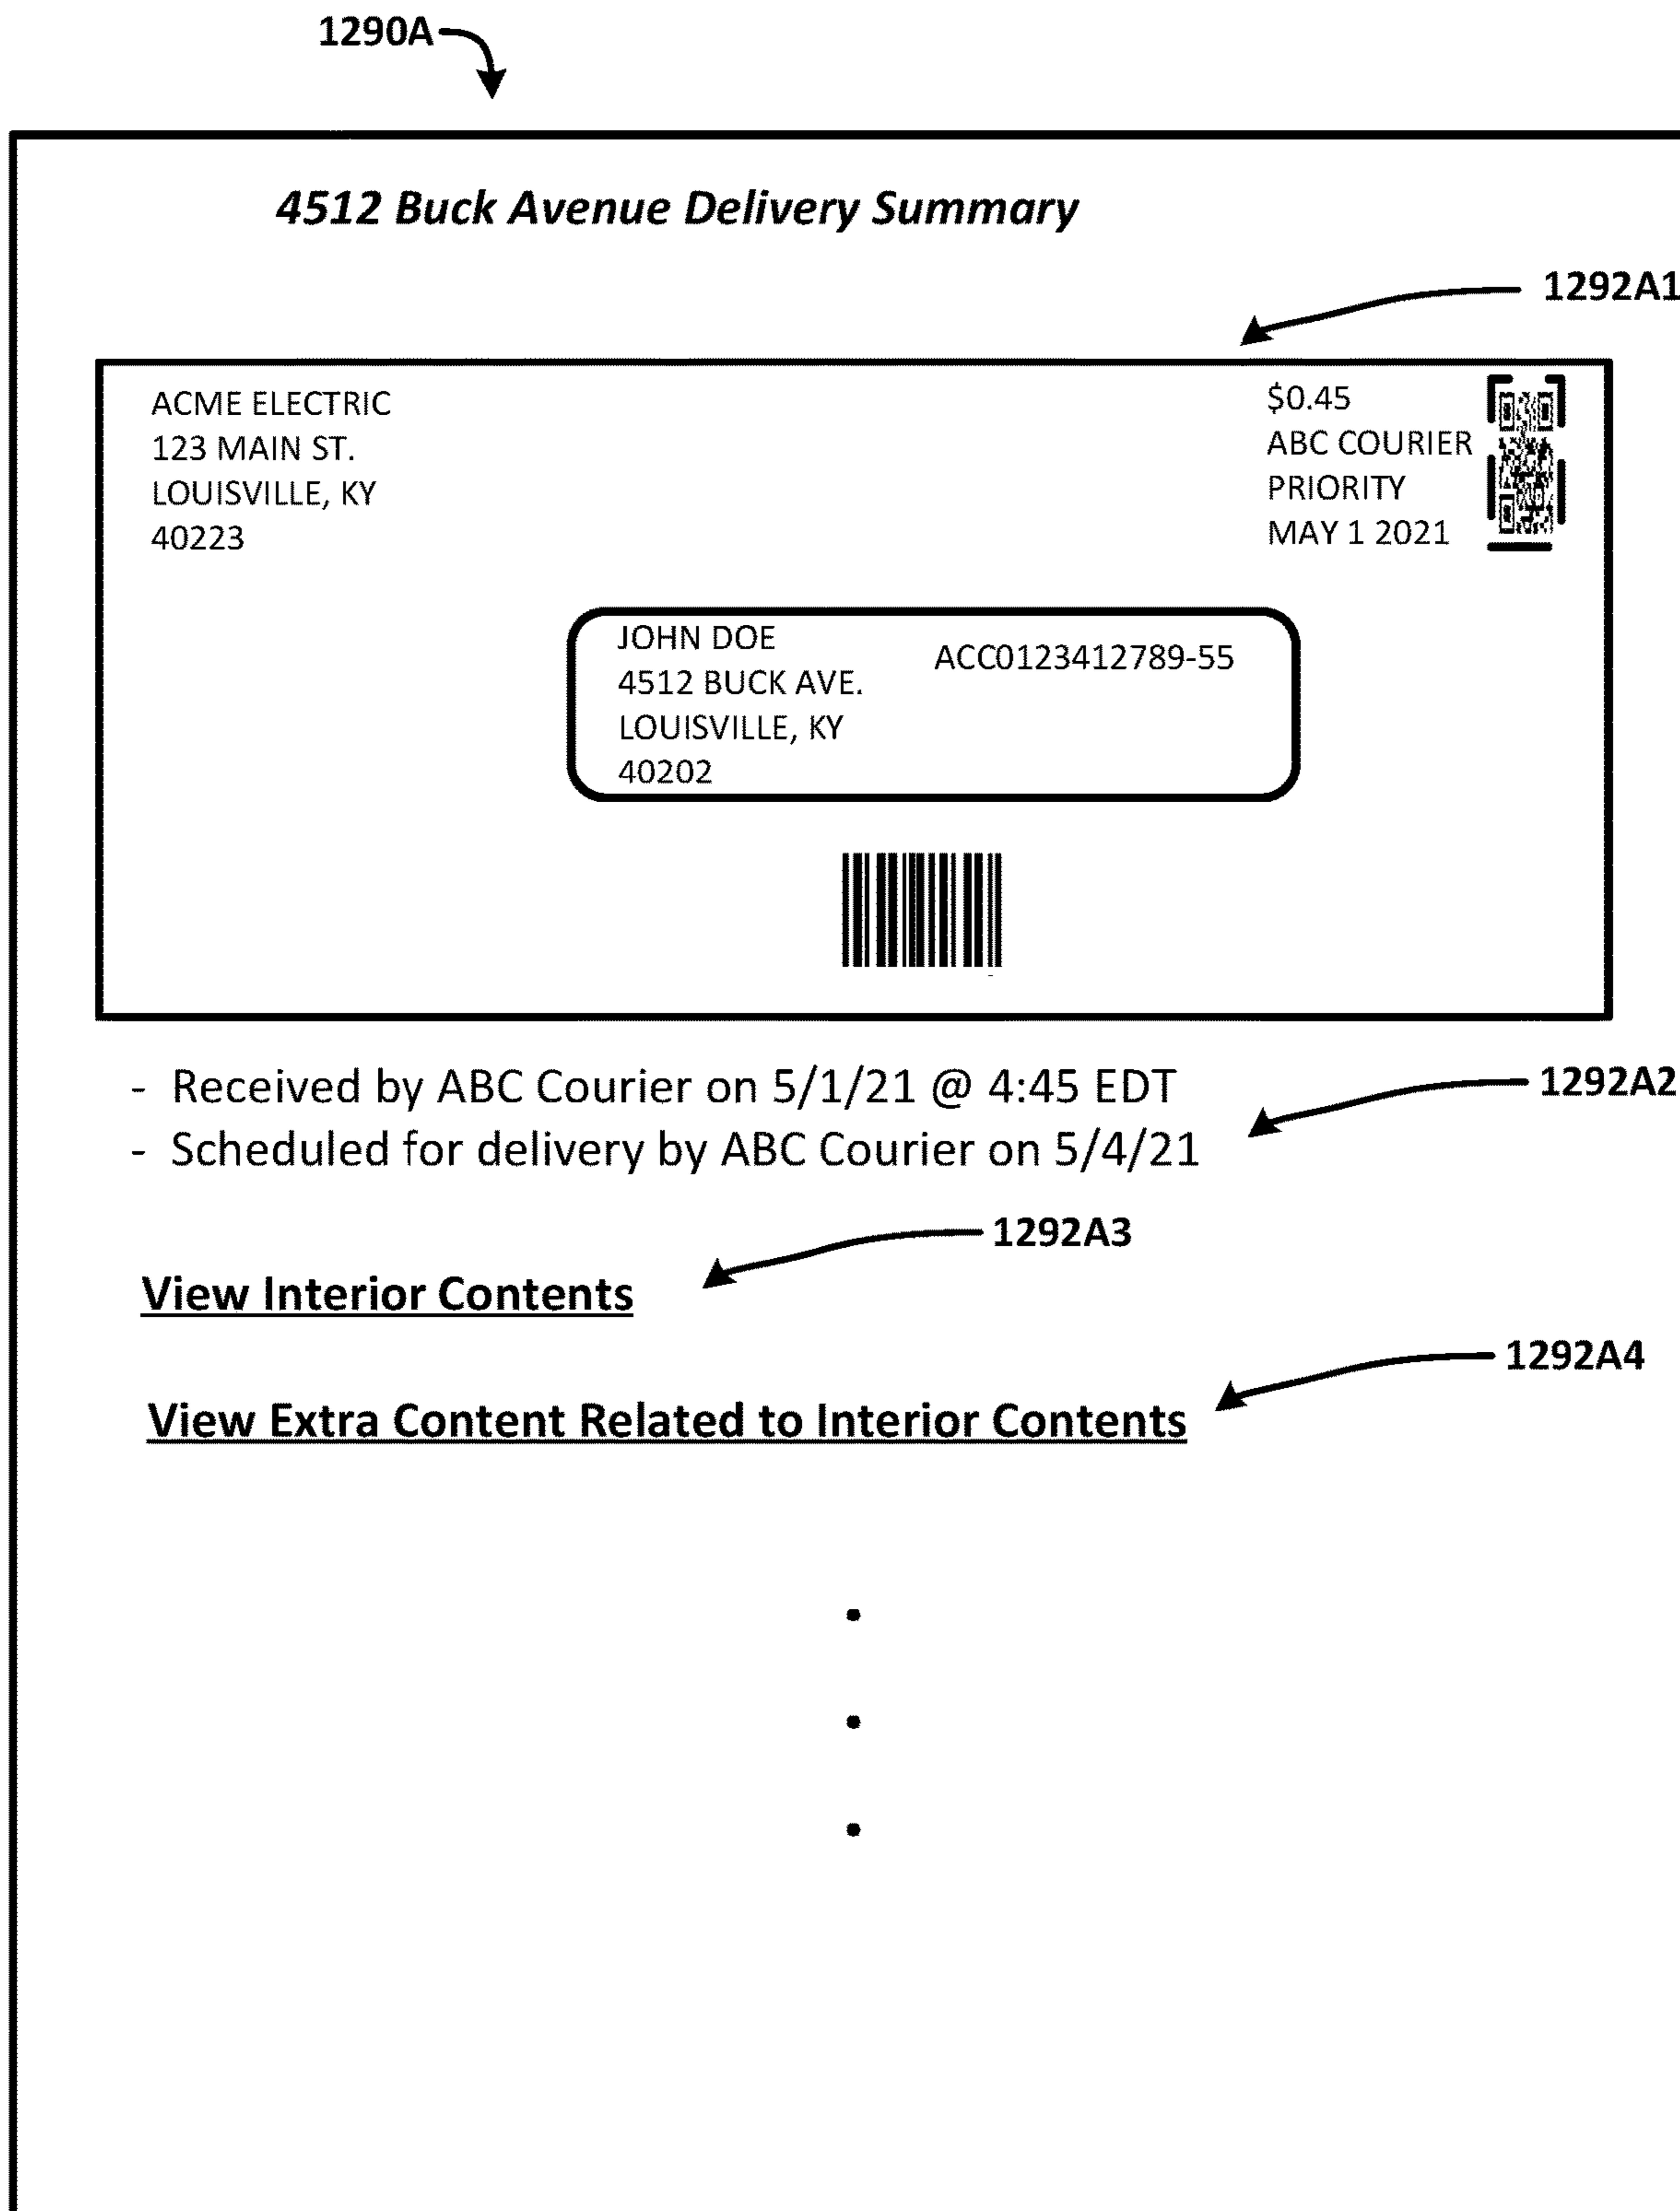 1290A
4512 Buck Avenue Delivery Summary
1292A1
ACME ELECTRIC
123 MAIN ST.
LOUISVILLE, KY
40223
$0.45
ABC COURIER
PRIORITY
MAY 1 2021
JOHN DOE
4512 BUCK AVE.
LOUISVILLE, KY
40202
ACC0123412789-55
- Received by ABC Courier on 5/1/21 @ 4:45 EDT
- Scheduled for delivery by ABC Courier on 5/4/21
1292A2
1292A3
View Interior Contents
1292A4
View Extra Content Related to Interior Contents